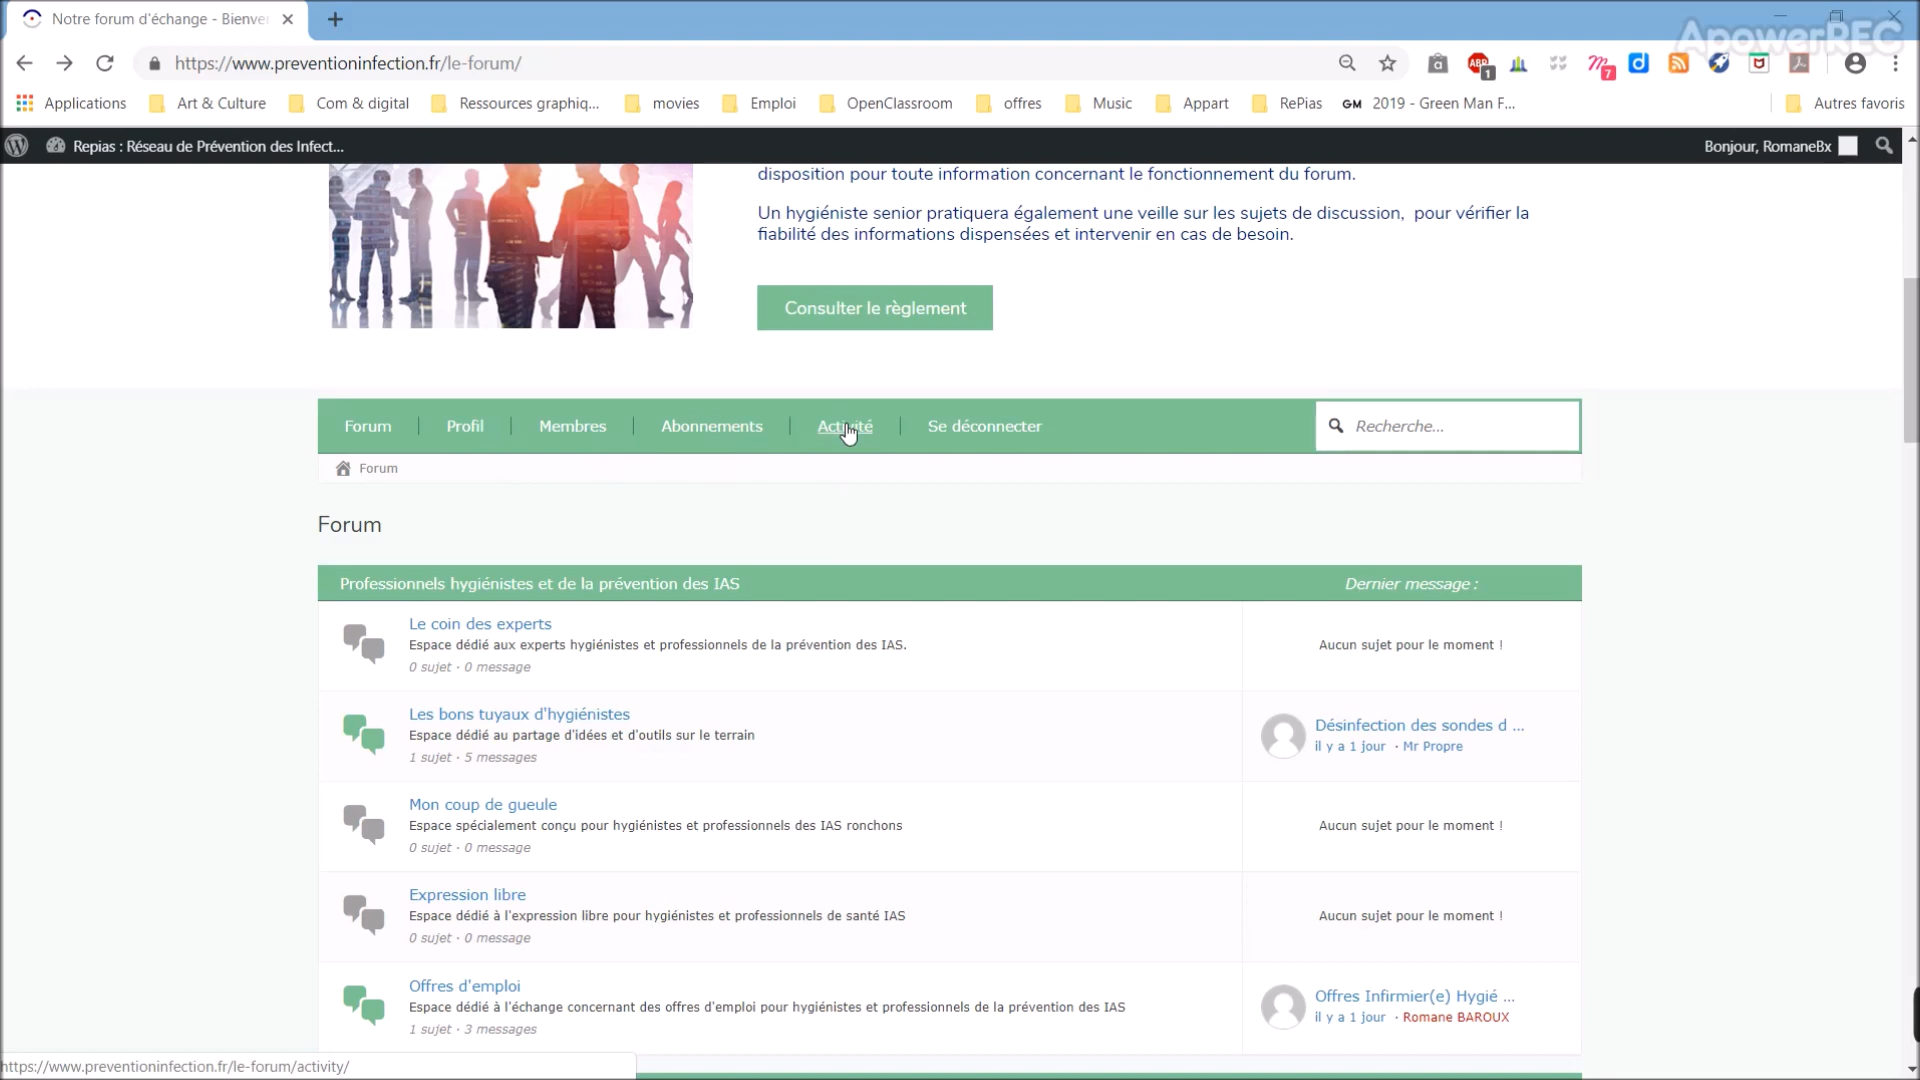 Notre forum d'échange - Bienve
ApowerREC
https://www.preventioninfection.fr/le-forum/
ABP 1 7
Applications Art & Culture Com & digital Ressources graphiq... movies Emploi OpenClassroom offres Music Appart RePias GM 2019 - Green Man F... Autres favoris
Repias : Réseau de Prévention des Infect... Bonjour, RomaneBx
disposition pour toute information concernant le fonctionnement du forum.
Un hygiéniste senior pratiquera également une veille sur les sujets de discussion, pour vérifier la
fiabilité des informations dispensées et intervenir en cas de besoin.
Consulter le règlement
Forum Profil Membres Abonnements Activité Se déconnecter Recherche...
Forum
Forum
Professionnels hygiénistes et de la prévention des IAS Dernier message :
Le coin des experts
Espace dédié aux experts hygiénistes et professionnels de la prévention des IAS. Aucun sujet pour le moment !
0 sujet · 0 message
Les bons tuyaux d'hygiénistes Désinfection des sondes d ...
Espace dédié au partage d'idées et d'outils sur le terrain il y a 1 jour · Mr Propre
1 sujet · 5 messages
Mon coup de gueule
Espace spécialement conçu pour hygiénistes et professionnels des IAS ronchons Aucun sujet pour le moment !
0 sujet · 0 message
Expression libre
Espace dédié à l'expression libre pour hygiénistes et professionnels de santé IAS Aucun sujet pour le moment !
0 sujet · 0 message
Offres d'emploi Offres Infirmier(e) Hygié ...
Espace dédié à l'échange concernant des offres d'emploi pour hygiénistes et professionnels de la prévention des IAS il y a 1 jour · Romane BAROUX
1 sujet · 3 messages
https://www.preventioninfection.fr/le-forum/activity/